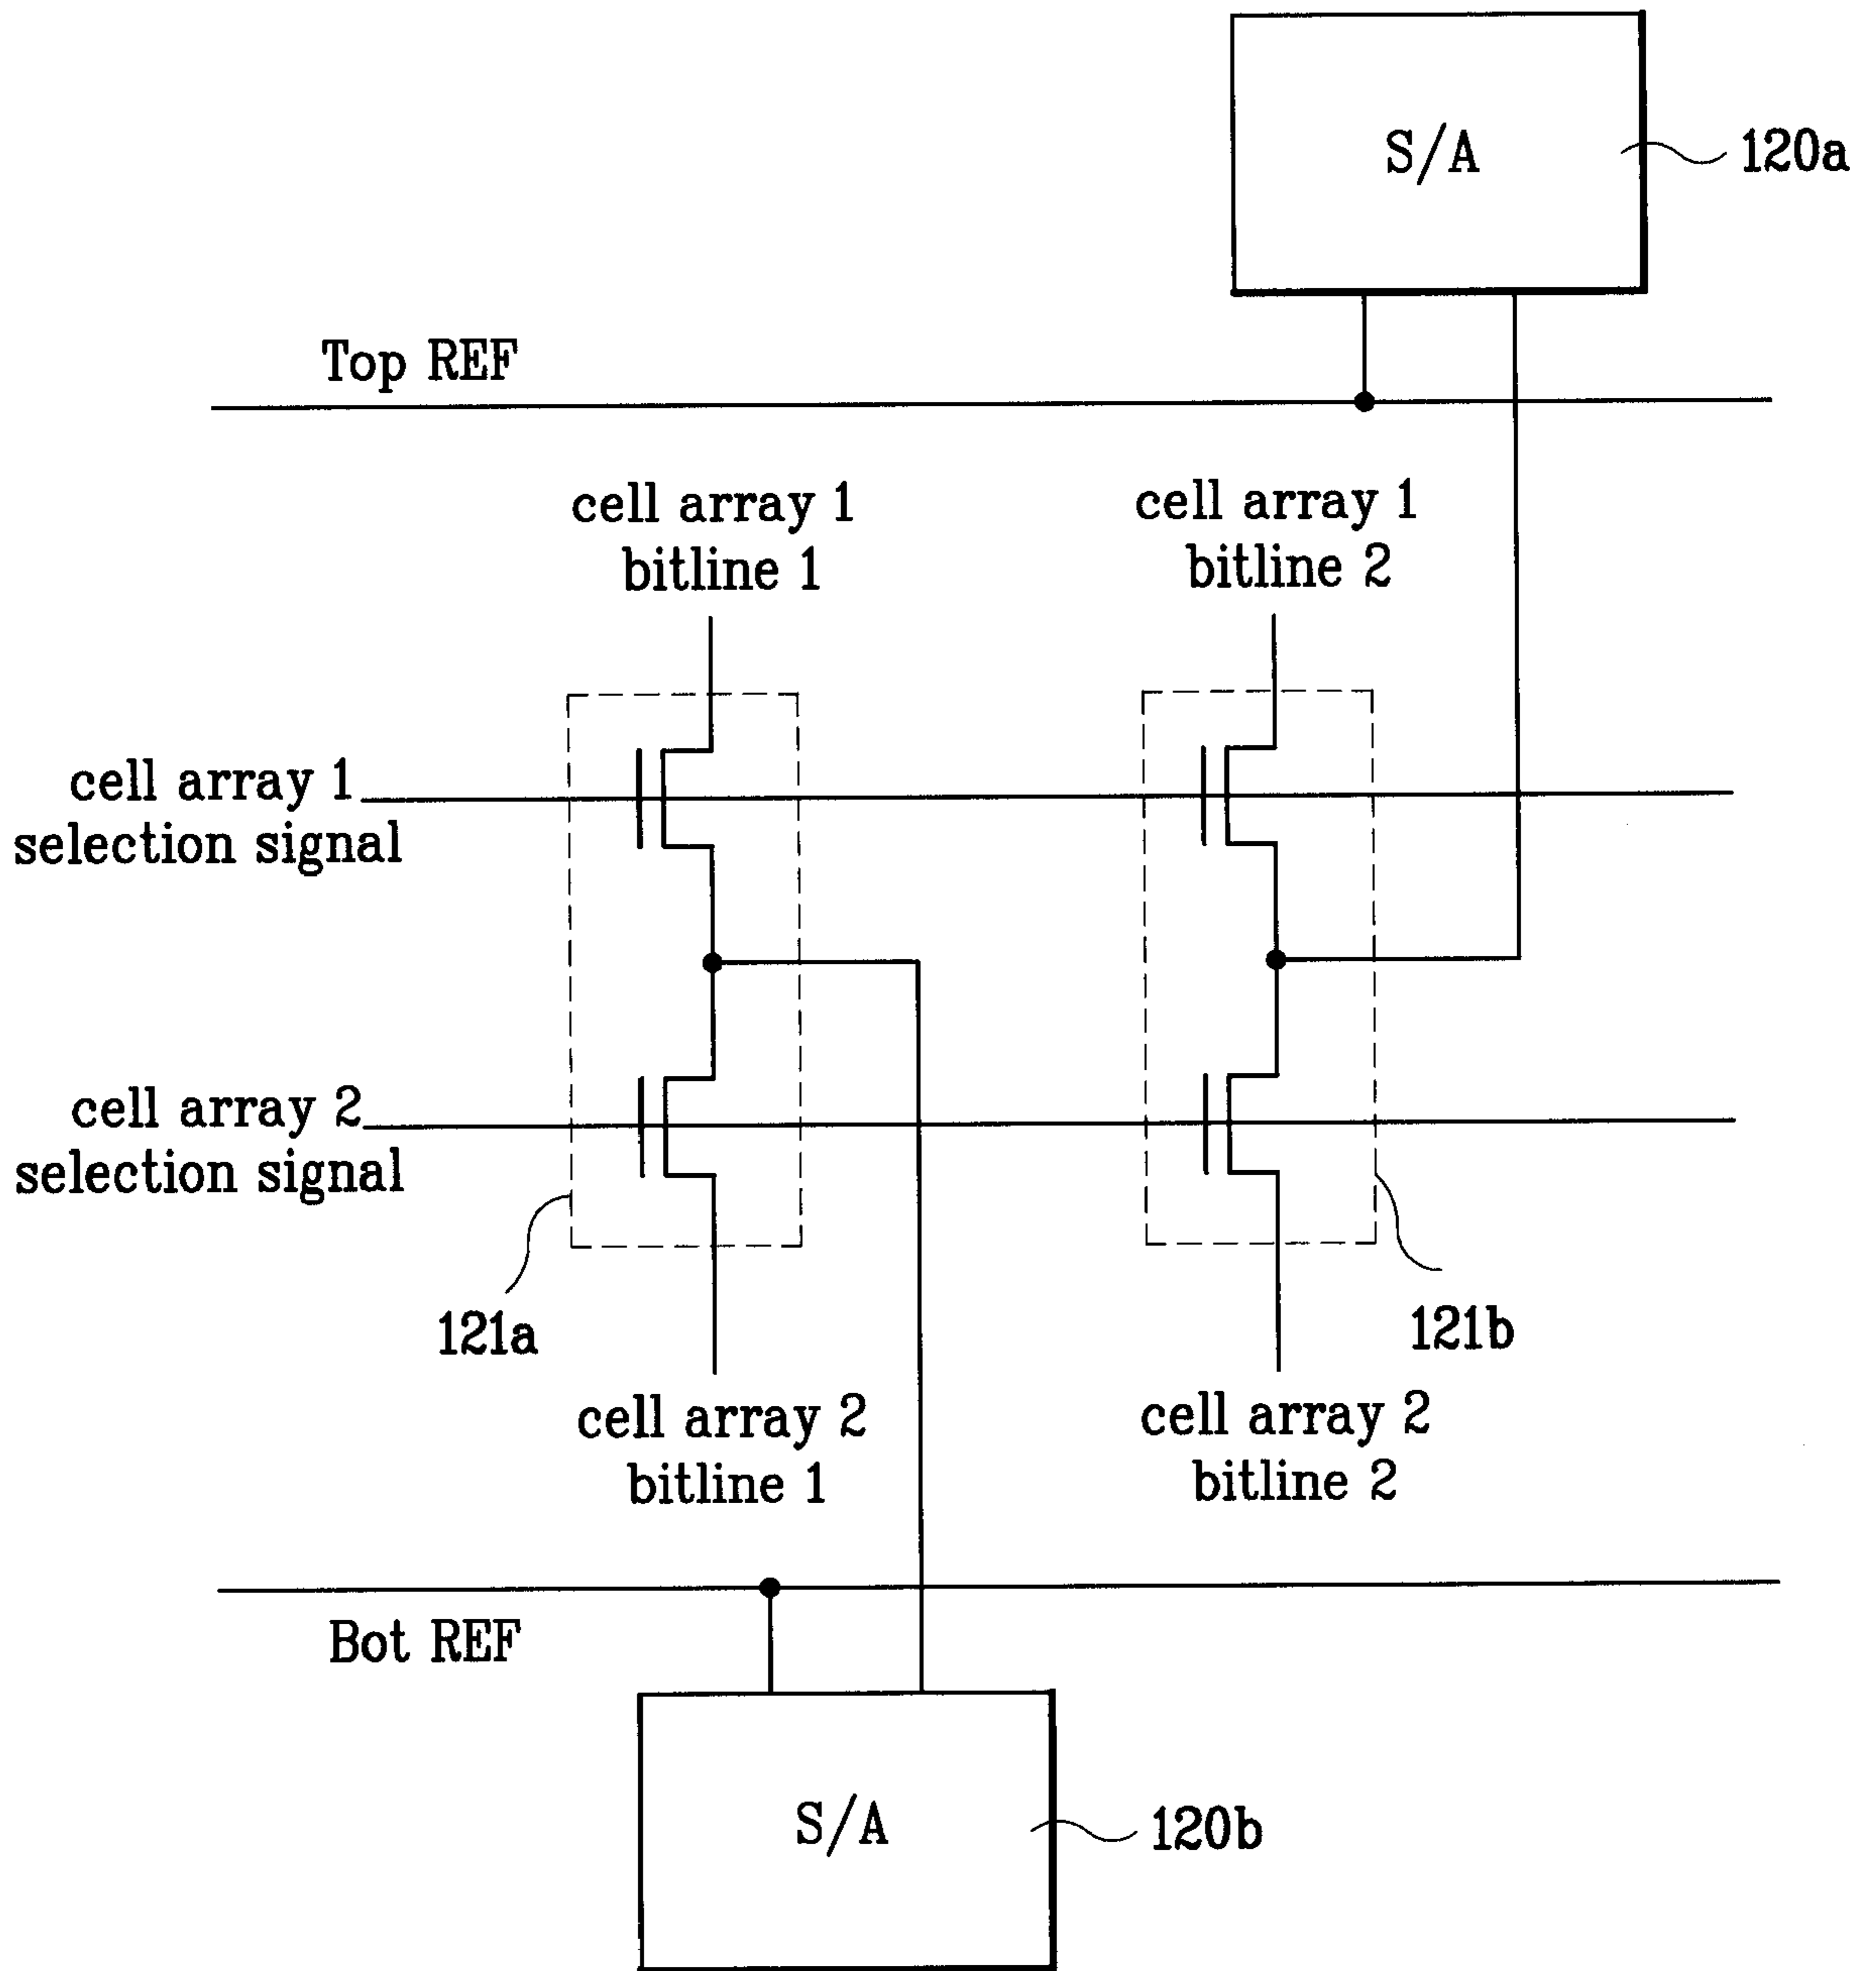 S/A
120a
Top REF
cell array 1
bitline 1
cell array 1
bitline 2
cell array 1
selection signal
cell array 2
selection signal
121a
121b
cell array 2
bitline 1
cell array 2
bitline 2
Bot REF
S/A
120b